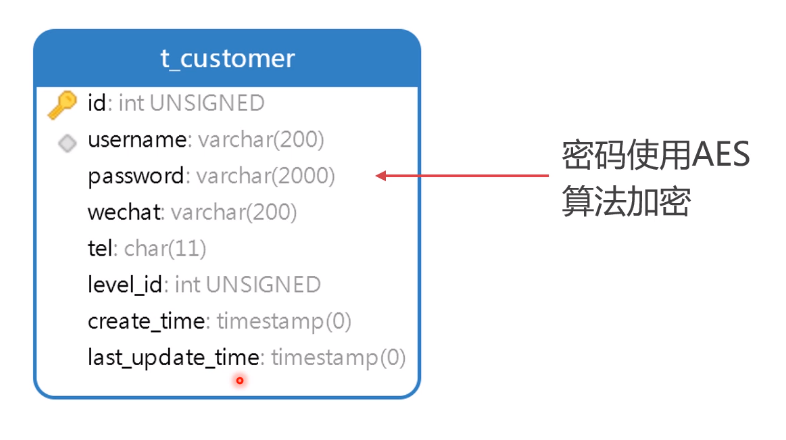 t_customer
id: int UNSIGNED
username: varchar(200)
password: varchar(2000)
wechat: varchar(200)
tel: char(11)
level_id: int UNSIGNED
create_time: timestamp(0)
last_update_time: timestamp(0)
密码使用AES
算法加密